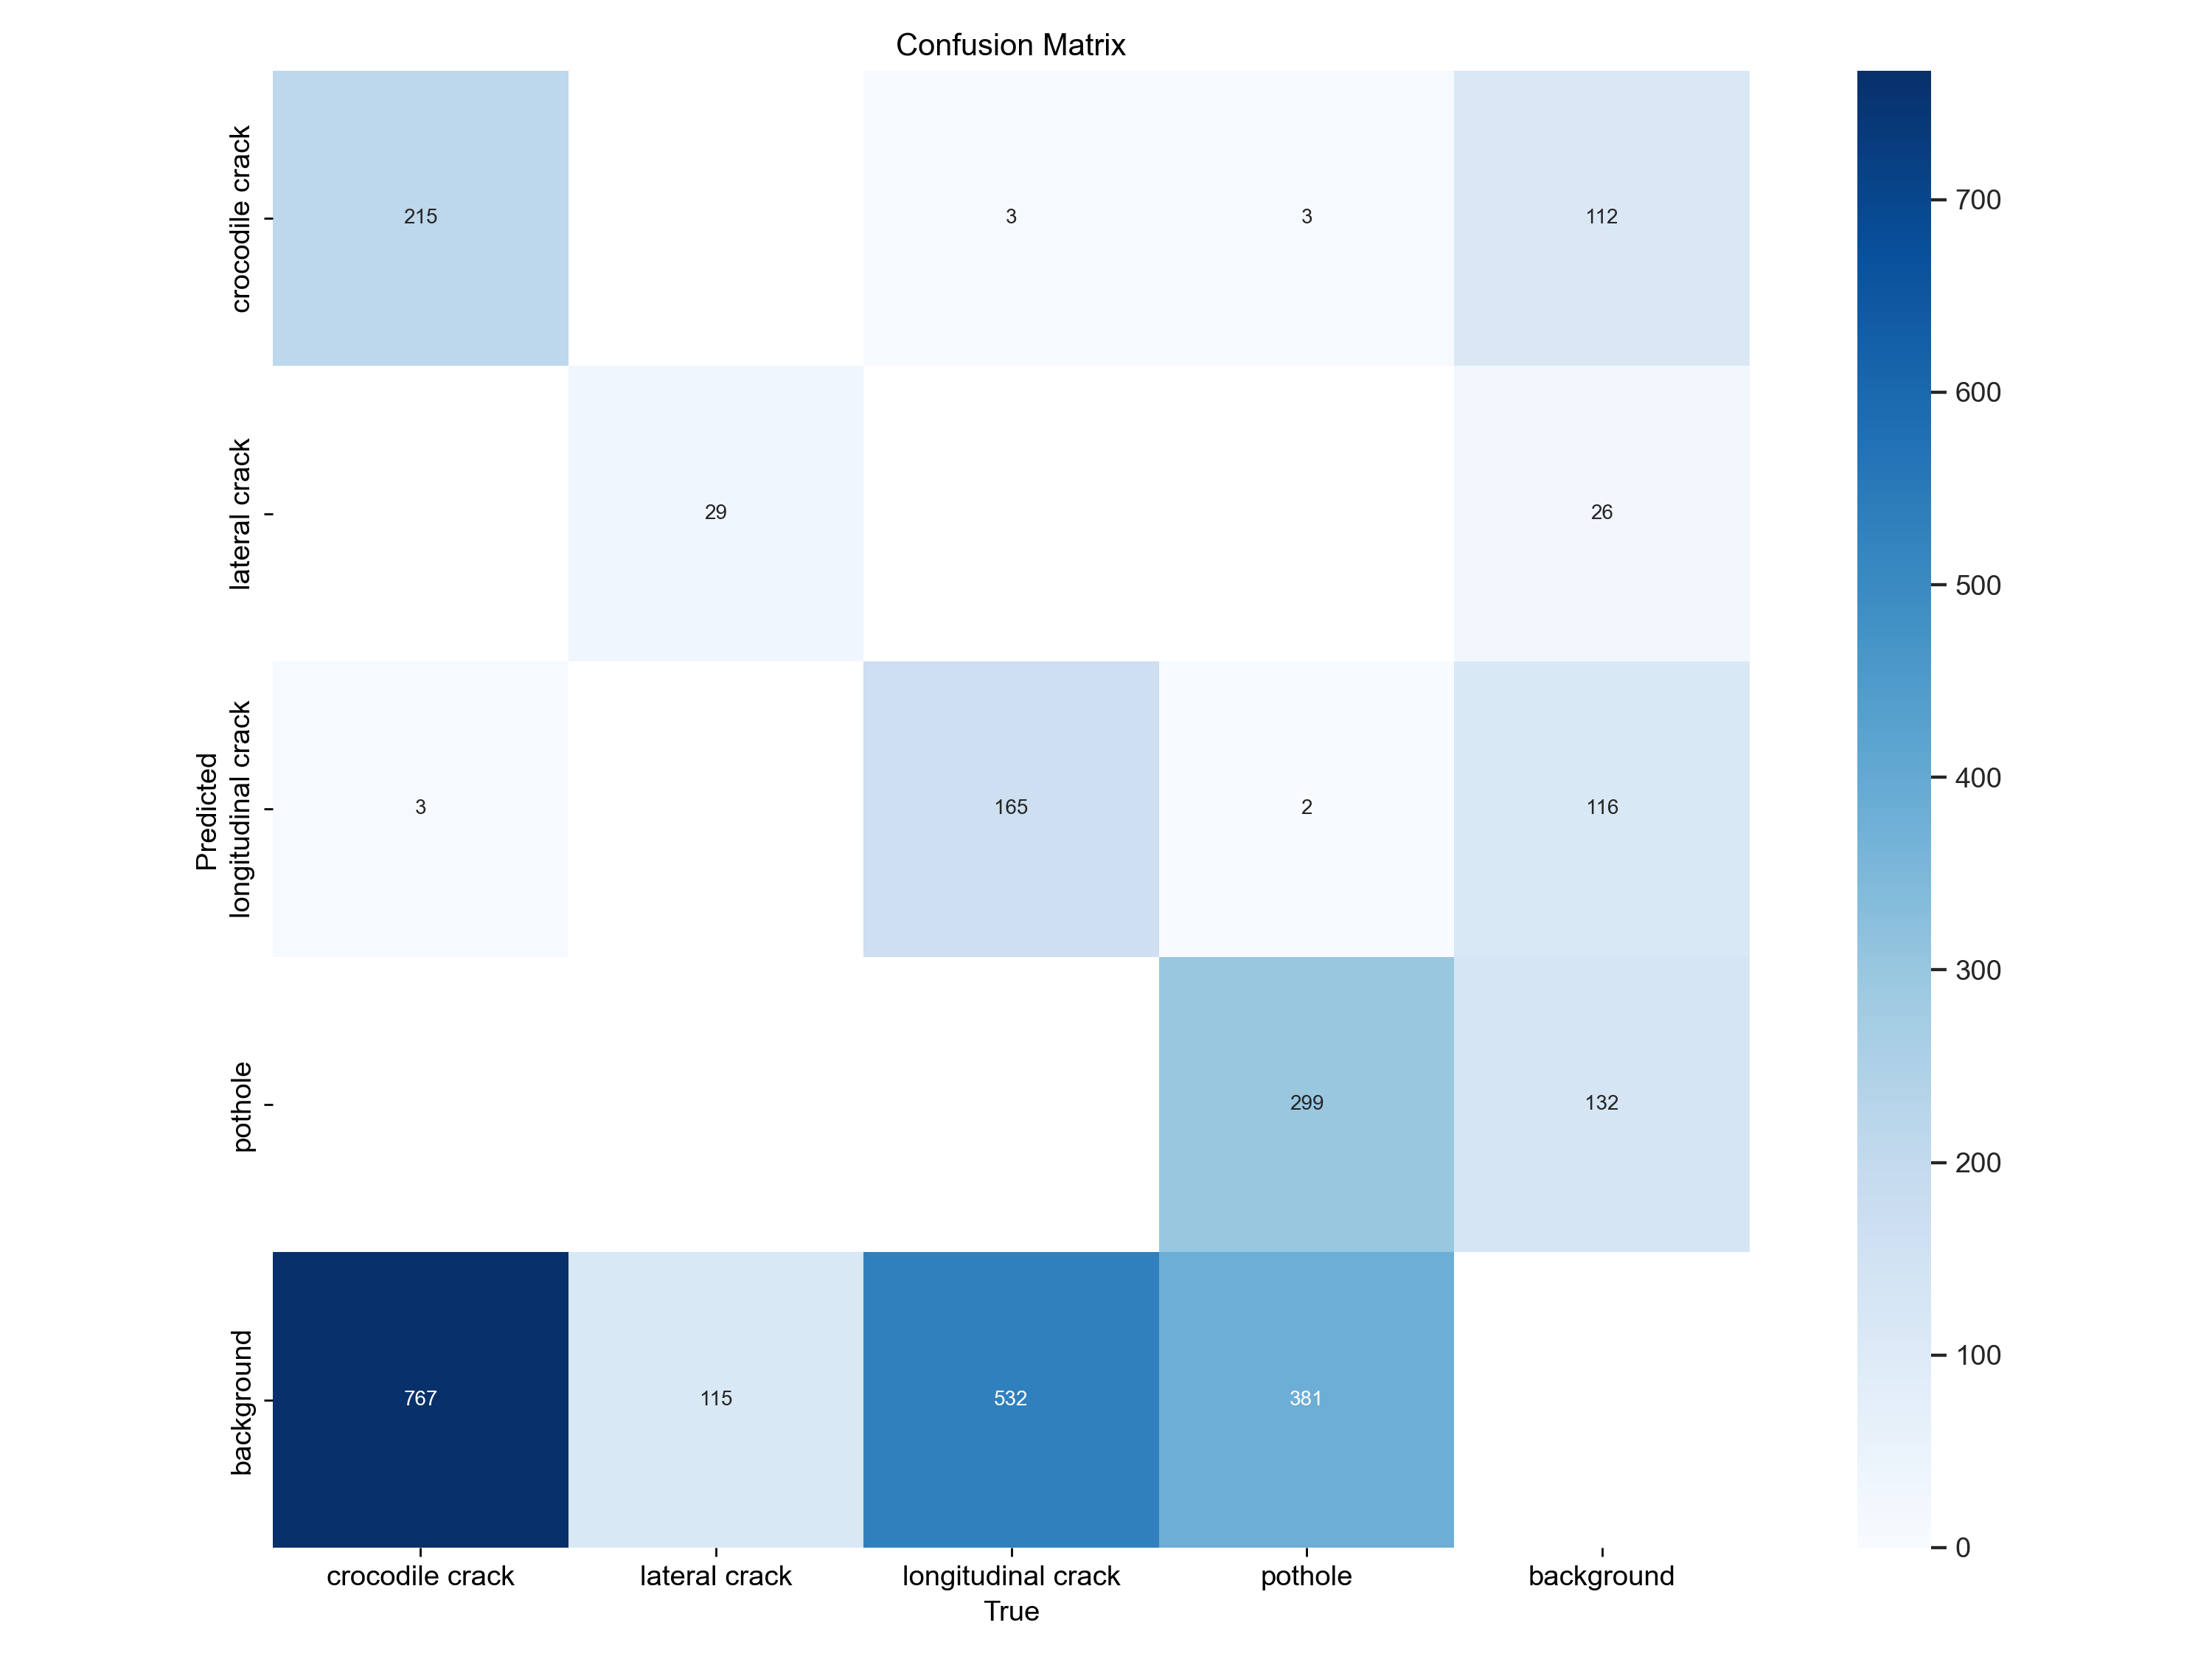 Confusion Matrix
crocodile crack
215
3
3
112
lateral crack
29
26
Predicted
longitudinal crack
3
165
2
116
pothole
299
132
background
767
115
532
381
crocodile crack
lateral crack
longitudinal crack
pothole
background
True
700
600
500
400
300
200
100
0